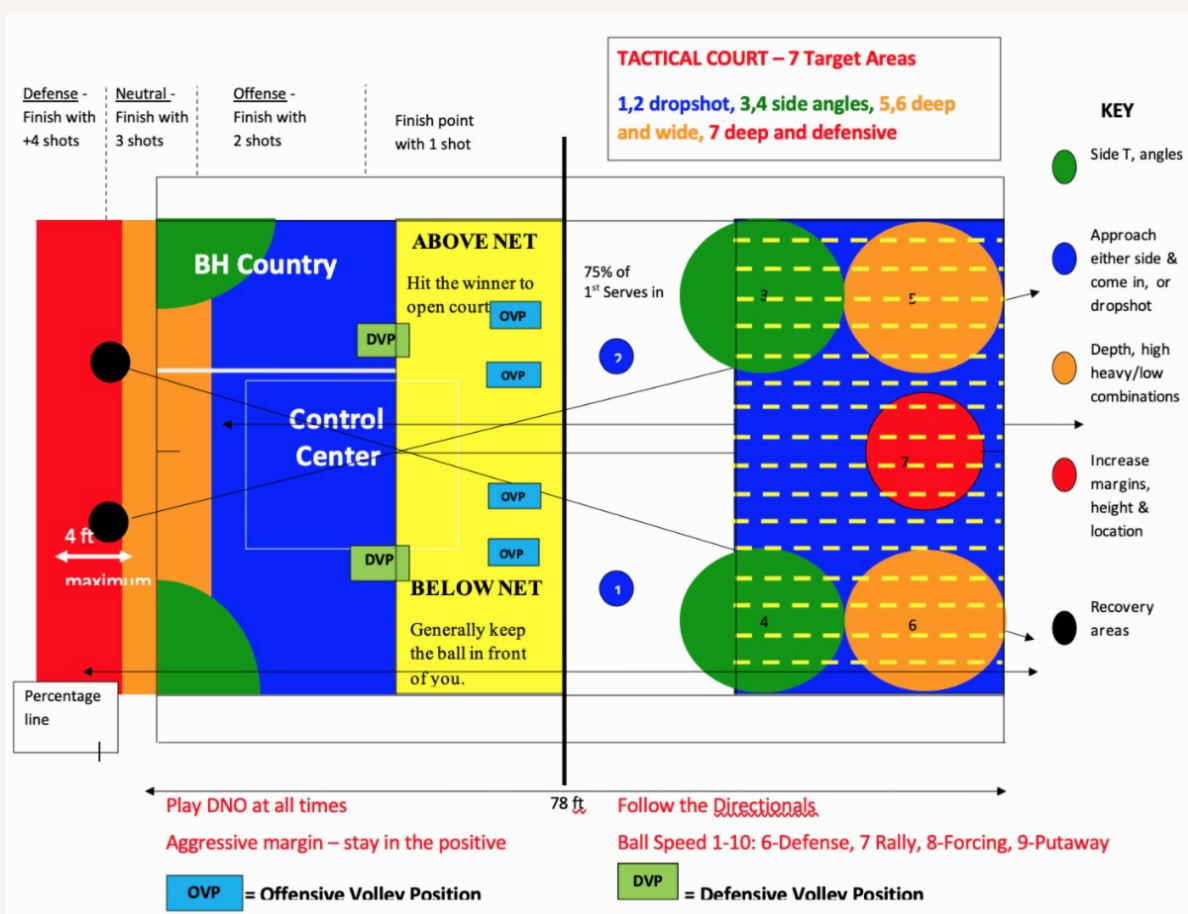 TACTICAL COURT – 7 Target Areas
1,2 dropshot, 3,4 side angles, 5,6 deep
and wide, 7 deep and defensive
Defense -
Finish with
+4 shots
Neutral -
Finish with
3 shots
Offense -
Finish with
2 shots
Finish point
with 1 shot
KEY
Side T, angles
Approach
either side &
come in, or
dropshot
Depth, high
heavy/low
combinations
Increase
margins,
height &
location
Recovery
areas
BH Country
ABOVE NET
Hit the winner to
open court
OVP
DVP
OVP
75% of
1st Serves in
2
3
5
Control
Center
7
OVP
OVP
DVP
4 ft
maximum
BELOW NET
Generally keep
the ball in front
of you.
1
4
6
Percentage
line
78 ft
Play DNO at all times
Aggressive margin – stay in the positive
OVP = Offensive Volley Position
Follow the Directionals
Ball Speed 1-10: 6-Defense, 7 Rally, 8-Forcing, 9-Putaway
DVP = Defensive Volley Position